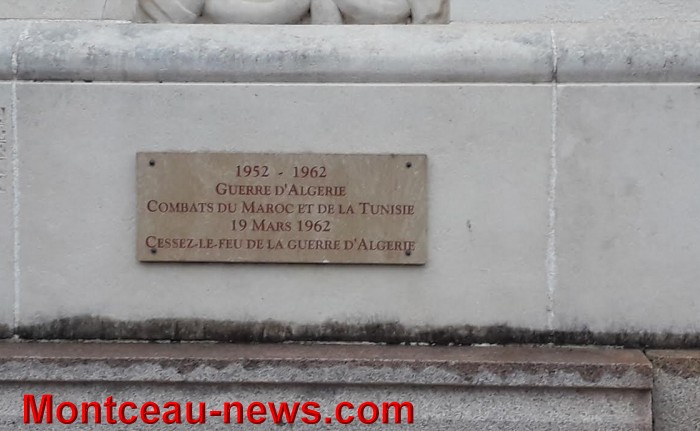 1952 - 1962
GUERRE D'ALGERIE
COMBATS DU MAROC ET DE LA TUNISIE
19 MARS 1962
CESSEZ-LE-FEU DE LA GUERRE D'ALGERIE
Montceau-news.com